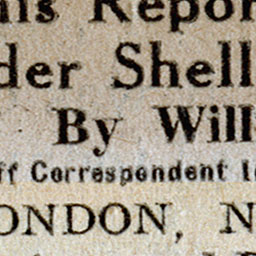 his Repor
der Shell
By Will
ff Correspondent i
ONDON, N